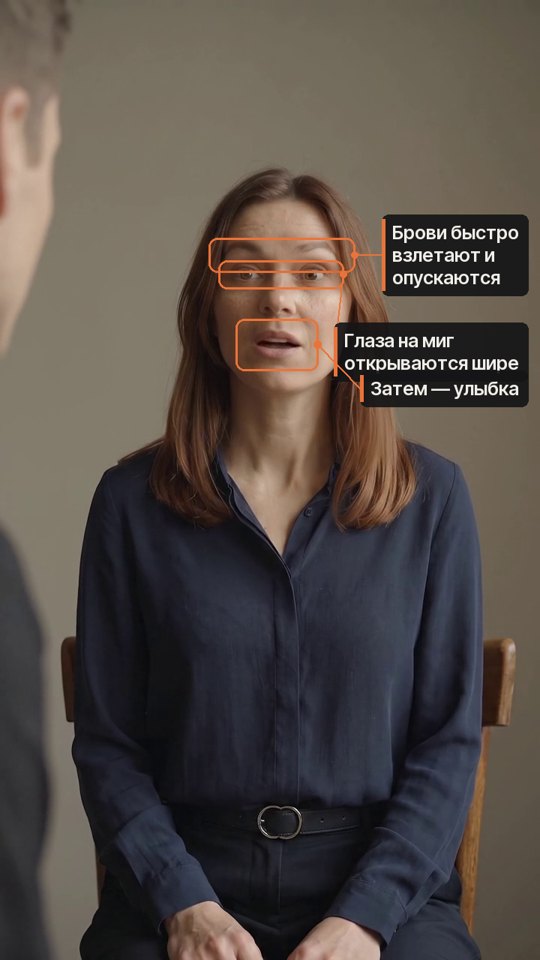 Брови быстро
взлетают и
опускаются
Глаза на миг
открываются шире
Затем — улыбка